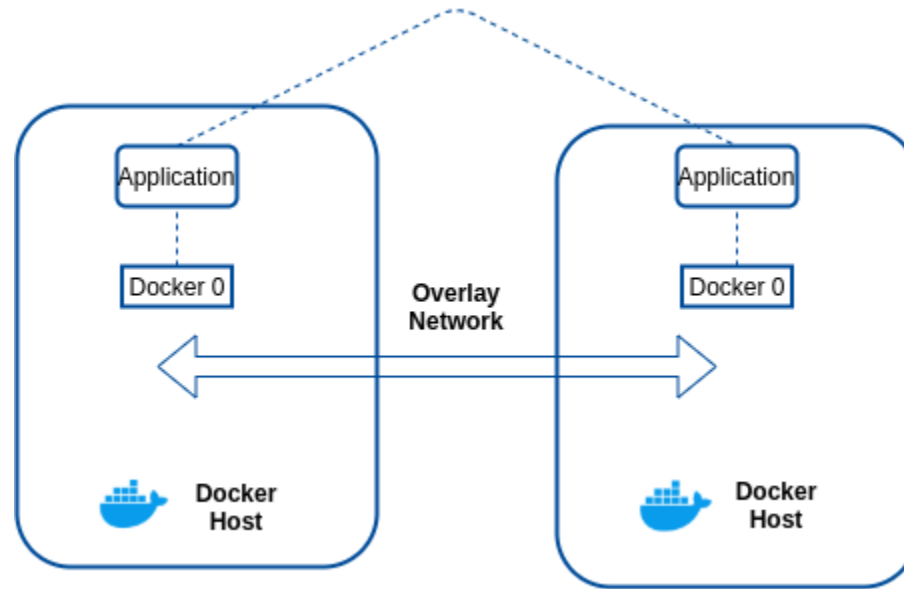 Application
Docker 0
Docker
Host
Overlay
Network
Application
Docker 0
Docker
Host